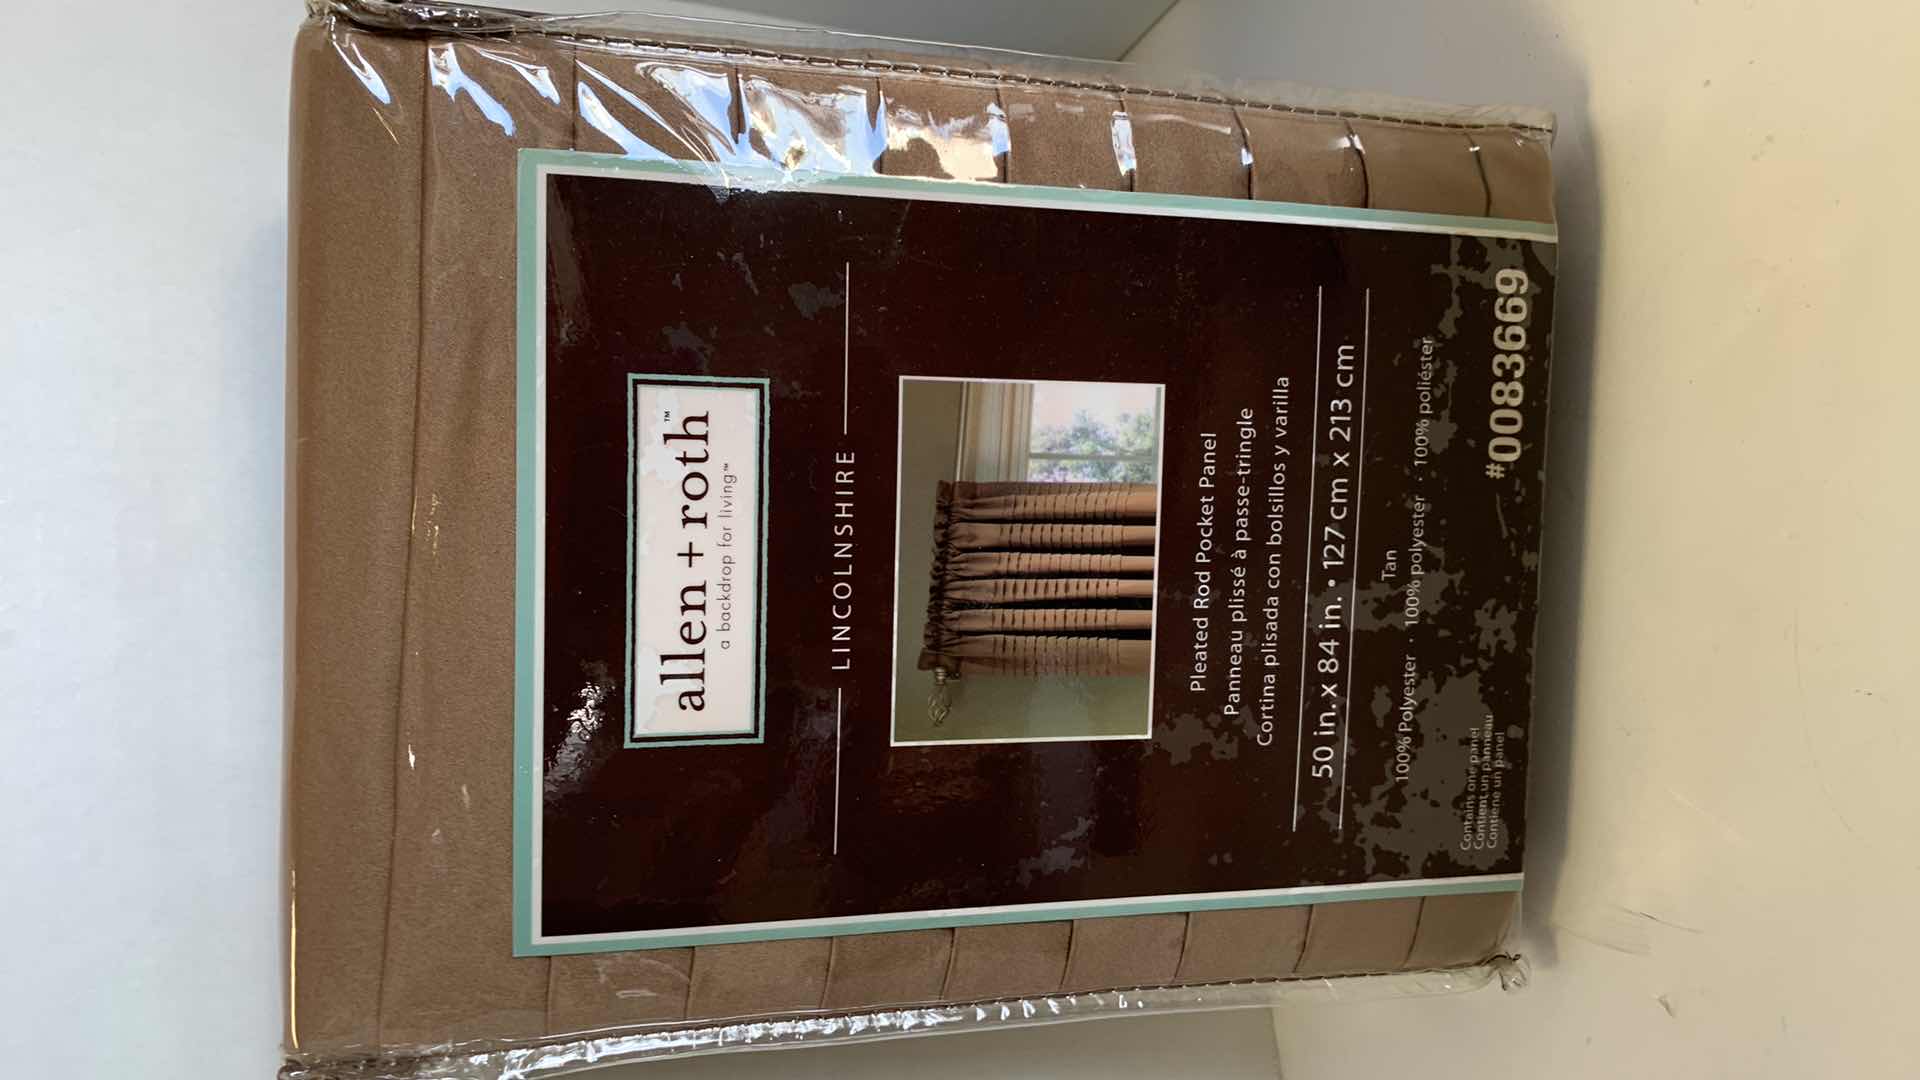 allen + roth™
a backdrop for living™
LINCOLNSHIRE
Pleated Rod Pocket Panel
Panneau plissé à passe-tringle
Cortina plisada con bolsillos y varilla
50 in. x 84 in. • 127 cm x 213 cm
Tan
100% Polyester · 100% polyester · 100% poliéster
Contains one panel
Contient un panneau
Contiene un panel
#0083669